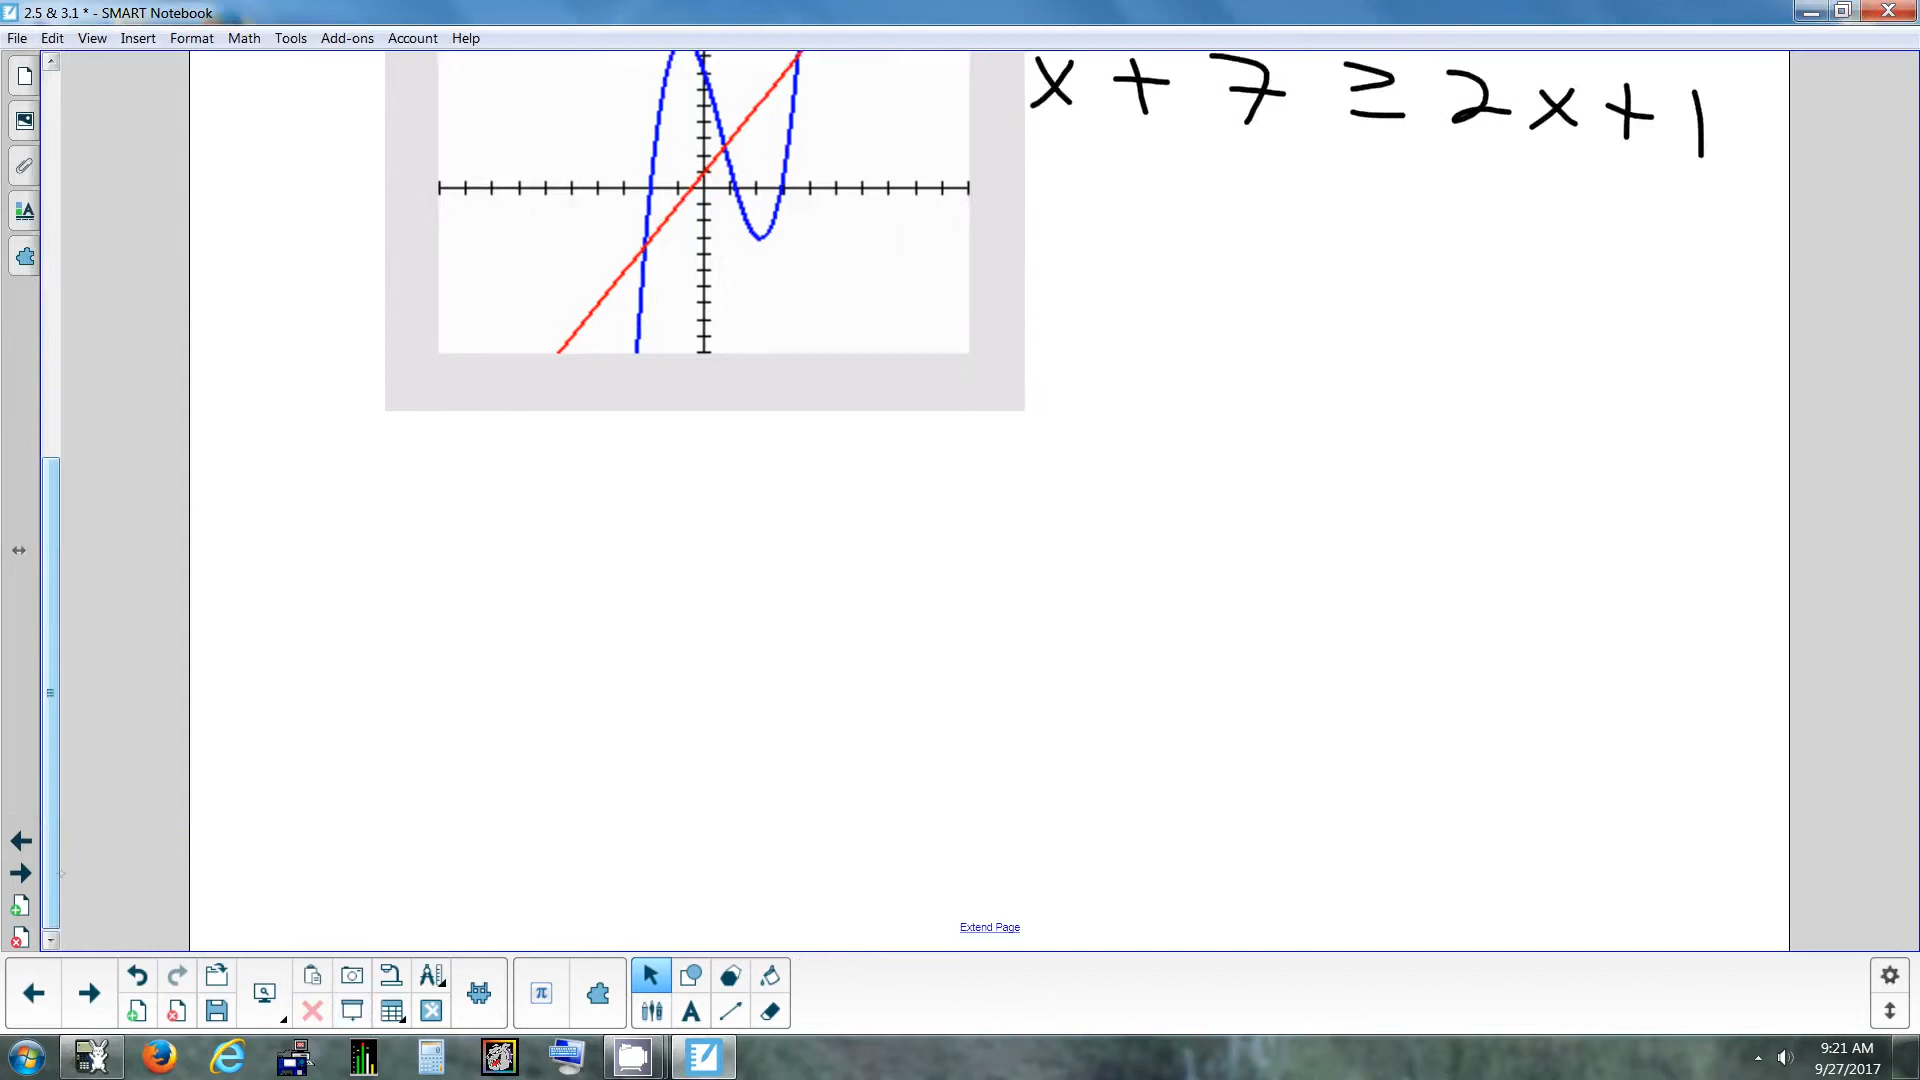 2.5 & 3.1 * - SMART Notebook
File Edit View Insert Format Math Tools Add-ons Account Help
x + 7 ≥ 2x + 1
Extend Page
π
A
9:21 AM
9/27/2017